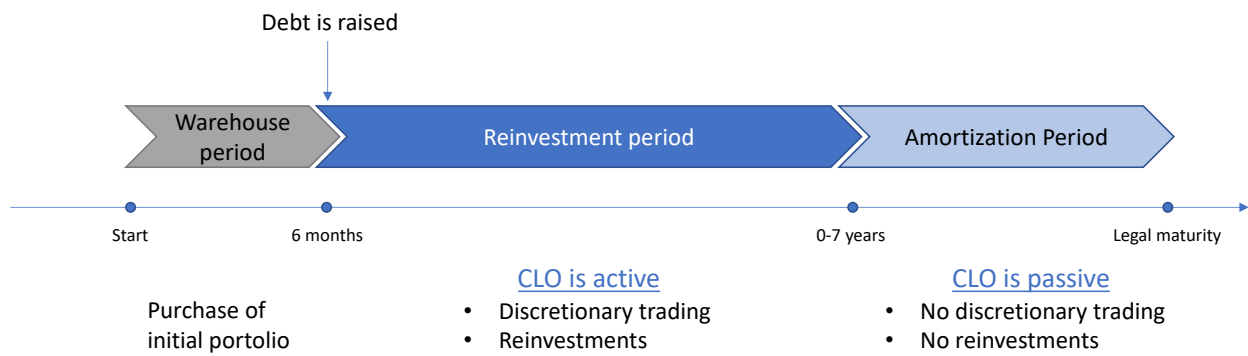 Debt is raised
Warehouse
period
Reinvestment period
Amortization Period
Start
6 months
0-7 years
Legal maturity
Purchase of
initial portolio
CLO is active
• Discretionary trading
• Reinvestments
CLO is passive
• No discretionary trading
• No reinvestments